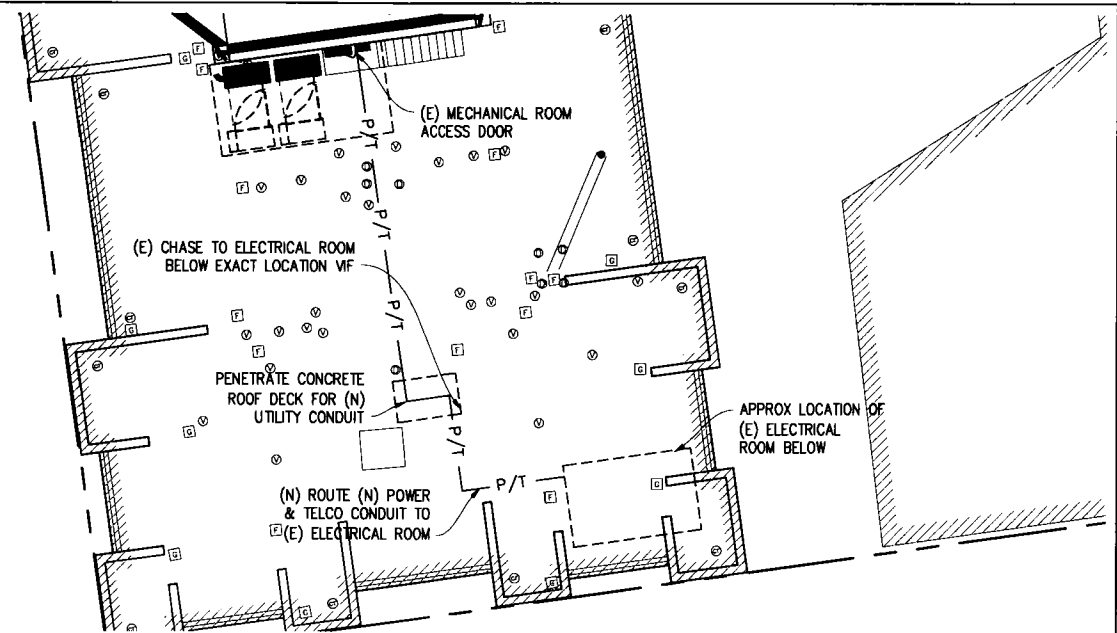 (E) MECHANICAL ROOM
ACCESS DOOR
P/T
P/T
(E) CHASE TO ELECTRICAL ROOM
BELOW EXACT LOCATION VIF
P/T
PENETRATE CONCRETE
ROOF DECK FOR (N)
UTILITY CONDUIT
APPROX LOCATION OF
(E) ELECTRICAL
ROOM BELOW
P/T
P/T
(N) ROUTE (N) POWER
& TELCO CONDUIT TO
(E) ELECTRICAL ROOM